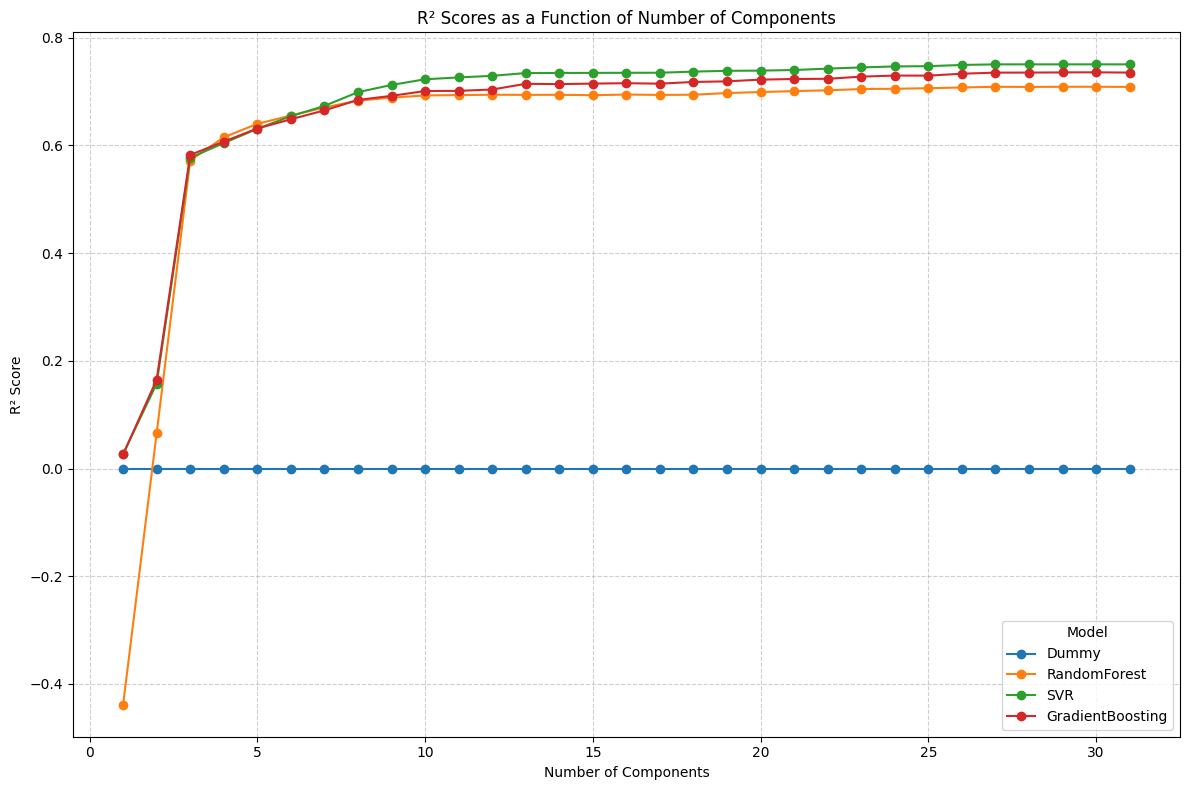 R² Scores as a Function of Number of Components
R² Score
0.8
0.6
0.4
0.2
0.0
−0.2
−0.4
0 5 10 15 20 25 30
Number of Components
Model
Dummy
RandomForest
SVR
GradientBoosting